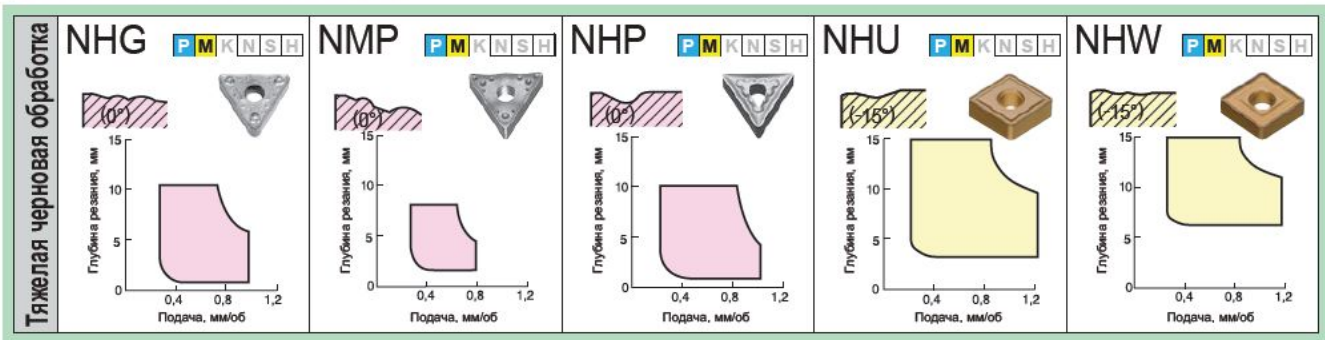 Тяжелая черновая обработка
NHG P M K N S H
(0°)
Глубина резания, мм
15
10
5
0
0,4 0,8 1,2
Подача, мм/об
NMP P M K N S H
(0°)
Глубина резания, мм
15
10
5
0
0,4 0,8 1,2
Подача, мм/об
NHP P M K N S H
(0°)
Глубина резания, мм
15
10
5
0
0,4 0,8 1,2
Подача, мм/об
NHU P M K N S H
(-15°)
Глубина резания, мм
15
10
5
0
0,4 0,8 1,2
Подача, мм/об
NHW P M K N S H
(-15°)
Глубина резания, мм
15
10
5
0
0,4 0,8 1,2
Подача, мм/об